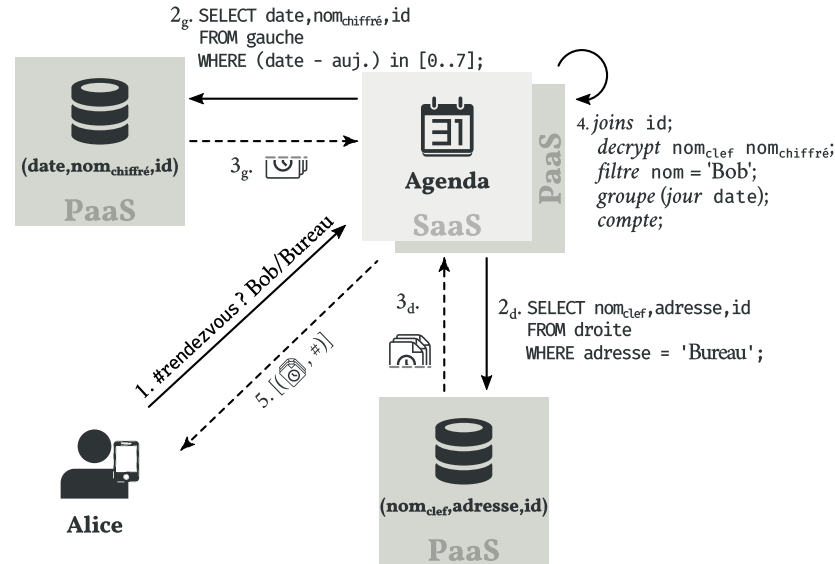 2g. SELECT date,nomchiffré,id
FROM gauche
WHERE (date - auj.) in [0..7];
(date,nomchiffré,id)
PaaS
3g.
31
Agenda
SaaS
PaaS
4. joins id;
decrypt nomclef nomchiffré;
filtre nom = 'Bob';
groupe (jour date);
compte;
1. #rendezvous ? Bob/Bureau
5. [( , #)]
3d.
2d. SELECT nomclef,adresse,id
FROM droite
WHERE adresse = 'Bureau';
Alice
(nomclef,adresse,id)
PaaS